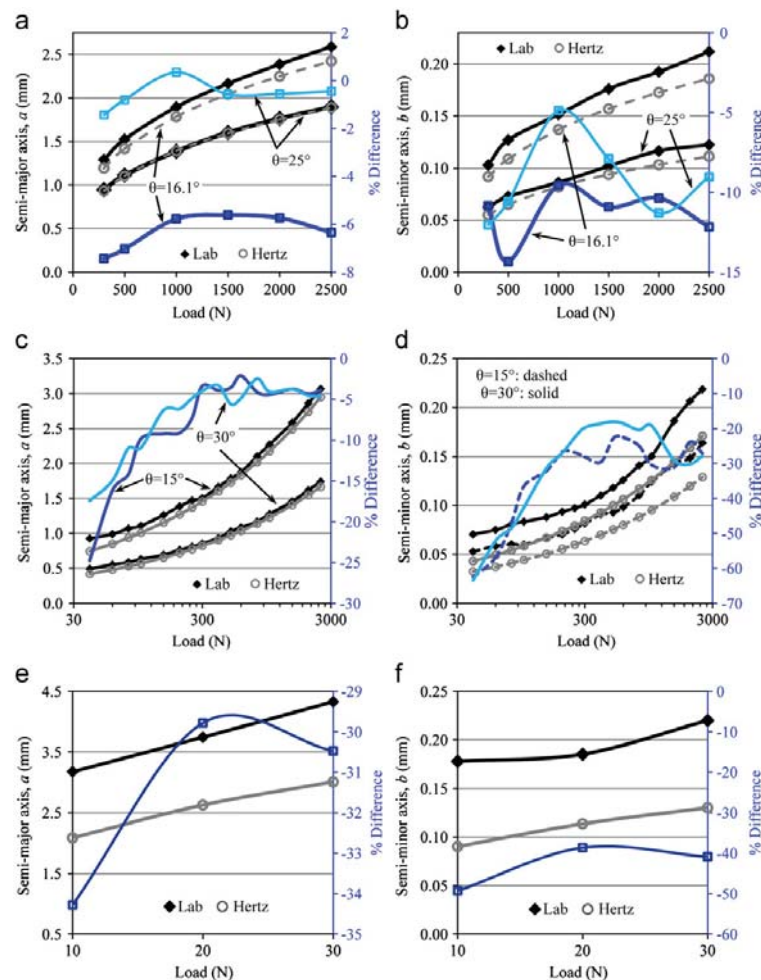 a
Semi-major axis, a (mm)
2.5
2.0
1.5
1.0
0.5
0.0
2
0
-2
-4
-6
-8
% Difference
θ=25°
θ=16.1°
Lab
Hertz
0 500 1000 1500 2000 2500
Load (N)
b
Semi-minor axis, b (mm)
0.20
0.15
0.10
0.05
0.00
0
-5
-10
-15
% Difference
Lab
Hertz
θ=25°
θ=16.1°
0 500 1000 1500 2000 2500
Load (N)
c
Semi-major axis, a (mm)
3.5
3.0
2.5
2.0
1.5
1.0
0.5
0.0
0
-5
-10
-15
-20
-25
-30
% Difference
θ=30°
θ=15°
Lab
Hertz
30 300 3000
Load (N)
d
Semi-minor axis, b (mm)
0.25
0.20
0.15
0.10
0.05
0.00
0
-10
-20
-30
-40
-50
-60
-70
% Difference
θ=15°: dashed
θ=30°: solid
Lab
Hertz
30 300 3000
Load (N)
e
Semi-major axis, a (mm)
4.5
3.5
2.5
1.5
0.5
-29
-30
-31
-32
-33
-34
-35
% Difference
Lab
Hertz
10 20 30
Load (N)
f
Semi-minor axis, b (mm)
0.25
0.20
0.15
0.10
0.05
0.00
0
-10
-20
-30
-40
-50
-60
% Difference
Lab
Hertz
10 20 30
Load (N)